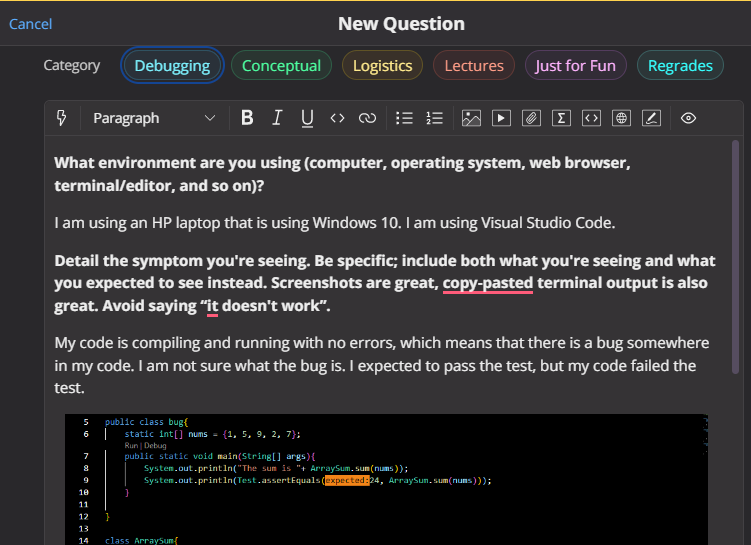 Cancel
New Question
Category Debugging Conceptual Logistics Lectures Just for Fun Regrades
Paragraph B I U
What environment are you using (computer, operating system, web browser,
terminal/editor, and so on)?
I am using an HP laptop that is using Windows 10. I am using Visual Studio Code.
Detail the symptom you're seeing. Be specific; include both what you're seeing and what
you expected to see instead. Screenshots are great, copy-pasted terminal output is also
great. Avoid saying “it doesn't work”.
My code is compiling and running with no errors, which means that there is a bug somewhere
in my code. I am not sure what the bug is. I expected to pass the test, but my code failed the
test.
5 public class bug{
6 static int[] nums = {1, 5, 9, 2, 7};
Run | Debug
7 public static void main(String[] args){
8 System.out.println("The sum is "+ ArraySum.sum(nums));
9 System.out.println(Test.assertEquals(expected:24, ArraySum.sum(nums)));
10 }
11
12 }
13
14 class ArraySum{